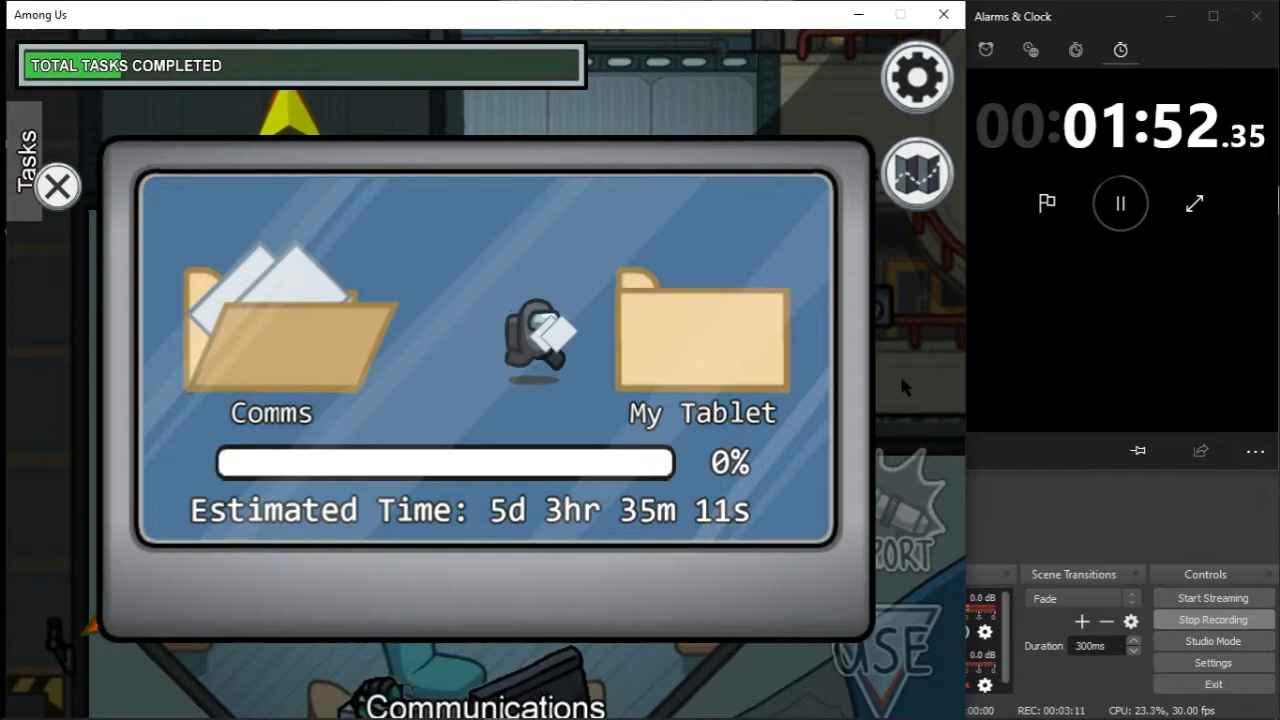 Among Us
Alarms & Clock
TOTAL TASKS COMPLETED
Tasks
00:01:52.35
Comms
My Tablet
0%
Estimated Time: 5d 3hr 35m 11s
USE
Communications
Scene Transitions
Controls
0.0 dB
Fade
Start Streaming
Stop Recording
Duration 300ms
Studio Mode
0.0 dB
Settings
Exit
REC: 00:03:11
CPU: 23.3%, 30.00 fps